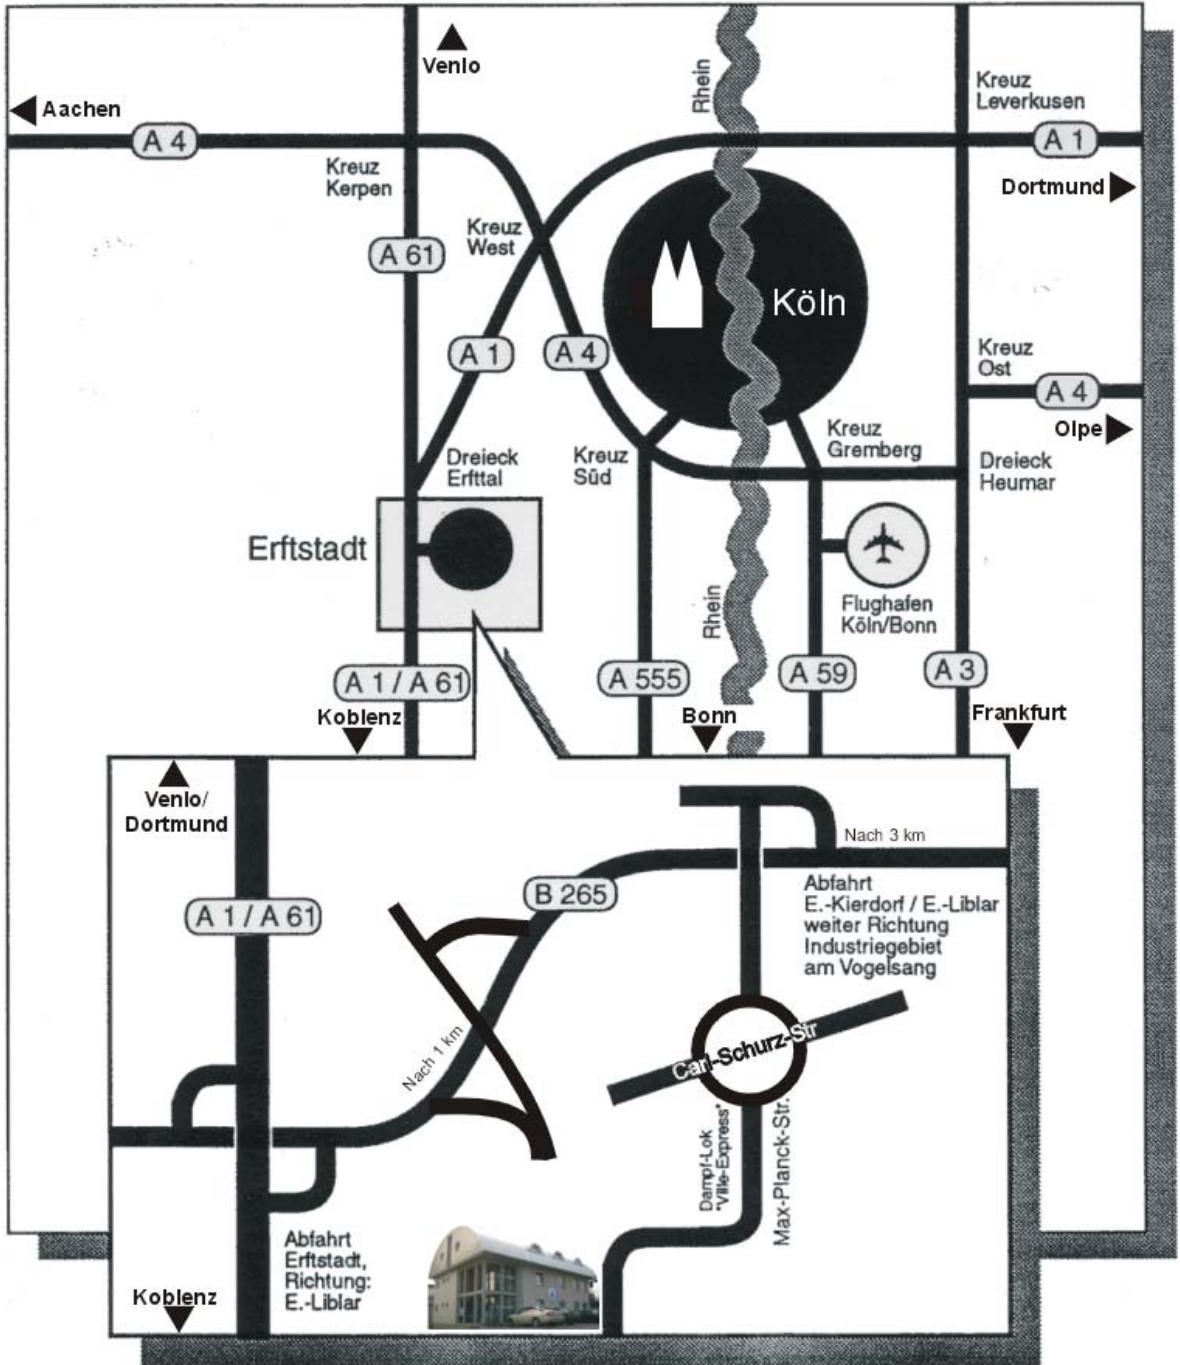 Venlo
Aachen
A 4
Kreuz
Kerpen
Rhein
Kreuz
Leverkusen
A 1
Dortmund
Kreuz
West
A 61
Köln
A 1
A 4
Kreuz
Ost
A 4
Olpe
Kreuz
Gremberg
Dreieck
Erfttal
Kreuz
Süd
Dreieck
Heumar
Erftstadt
Flughafen
Köln/Bonn
Rhein
A 1 / A 61
A 555
A 59
A 3
Koblenz
Bonn
Frankfurt
Venlo/
Dortmund
Nach 3 km
A 1 / A 61
B 265
Abfahrt
E.-Kierdorf / E.-Liblar
weiter Richtung
Industriegebiet
am Vogelsang
Nach 1 km
Carl-Schurz-Str
Dampf-Lok
"Ville-Express"
Max-Planck-Str.
Abfahrt
Erftstadt,
Richtung:
E.-Liblar
Koblenz